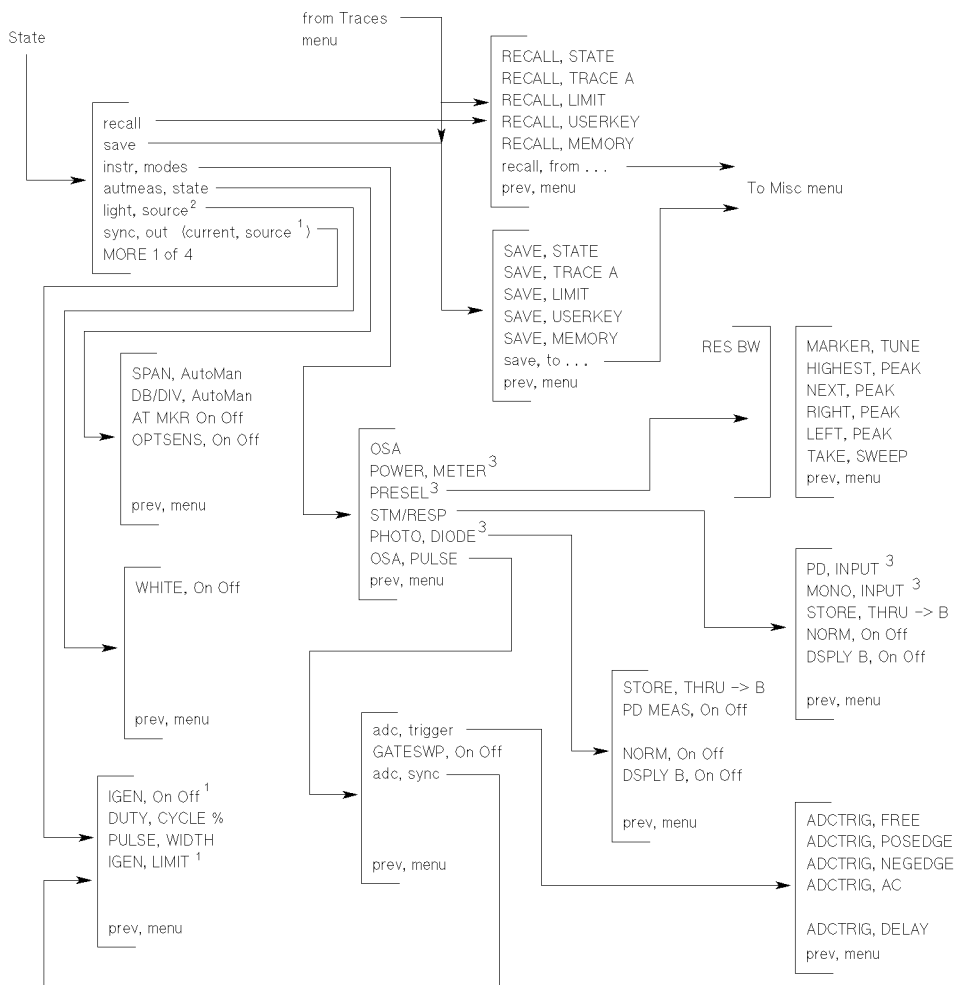 State
from Traces
menu
recall
save
instr, modes
autmeas, state
light, source 2
sync, out (current, source 1)
MORE 1 of 4
RECALL, STATE
RECALL, TRACE A
RECALL, LIMIT
RECALL, USERKEY
RECALL, MEMORY
recall, from . . .
prev, menu
To Misc menu
SAVE, STATE
SAVE, TRACE A
SAVE, LIMIT
SAVE, USERKEY
SAVE, MEMORY
save, to . . .
prev, menu
RES BW
MARKER, TUNE
HIGHEST, PEAK
NEXT, PEAK
RIGHT, PEAK
LEFT, PEAK
TAKE, SWEEP
prev, menu
SPAN, AutoMan
DB/DIV, AutoMan
AT MKR On Off
OPTSENS, On Off
prev, menu
OSA
POWER, METER 3
PRESEL 3
STM/RESP
PHOTO, DIODE 3
OSA, PULSE
prev, menu
WHITE, On Off
prev, menu
PD, INPUT 3
MONO, INPUT 3
STORE, THRU -> B
NORM, On Off
DSPLY B, On Off
prev, menu
STORE, THRU -> B
PD MEAS, On Off
NORM, On Off
DSPLY B, On Off
prev, menu
adc, trigger
GATESWP, On Off
adc, sync
prev, menu
IGEN, On Off 1
DUTY, CYCLE %
PULSE, WIDTH
IGEN, LIMIT 1
prev, menu
ADCTRIG, FREE
ADCTRIG, POSEDGE
ADCTRIG, NEGEDGE
ADCTRIG, AC
ADCTRIG, DELAY
prev, menu